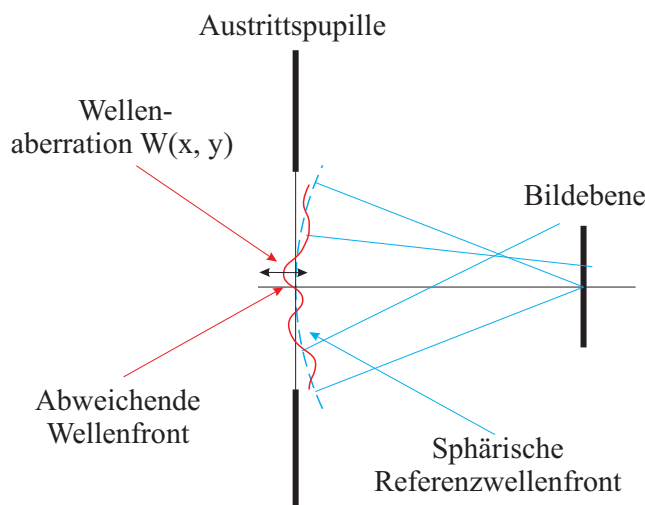 Austrittspupille
Wellen-
aberration W(x, y)
Bildebene
Abweichende
Wellenfront
Sphärische
Referenzwellenfront